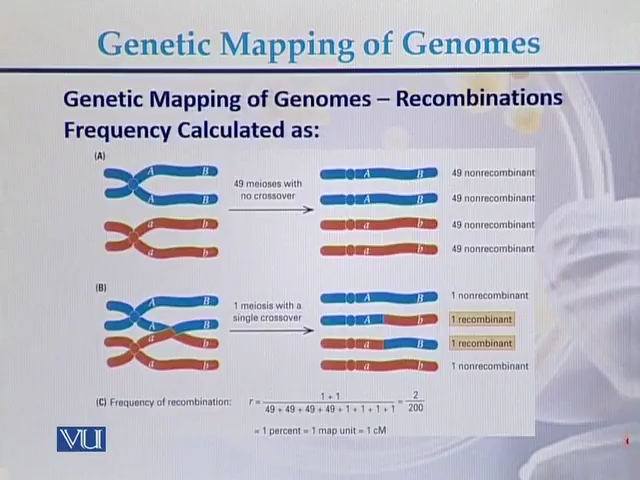 Genetic Mapping of Genomes
Genetic Mapping of Genomes – Recombinations
Frequency Calculated as:
(A)
A B
A B
a b
a b
49 meioses with
no crossover
A B
A B
a b
a b
49 nonrecombinant
49 nonrecombinant
49 nonrecombinant
49 nonrecombinant
(B)
A B
A B
a b
a b
1 meiosis with a
single crossover
A B
A b
a B
a b
1 nonrecombinant
1 recombinant
1 recombinant
1 nonrecombinant
(C) Frequency of recombination: r = 1 + 1 / 49 + 49 + 49 + 49 + 1 + 1 + 1 + 1 = 2 / 200
= 1 percent = 1 map unit = 1 cM
VU